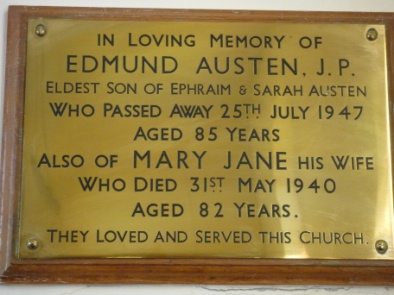 IN LOVING MEMORY OF
EDMUND AUSTEN, J.P.
ELDEST SON OF EPHRAIM & SARAH AUSTEN
WHO PASSED AWAY 25TH JULY 1947
AGED 85 YEARS
ALSO OF MARY JANE HIS WIFE
WHO DIED 31ST MAY 1940
AGED 82 YEARS.
THEY LOVED AND SERVED THIS CHURCH.